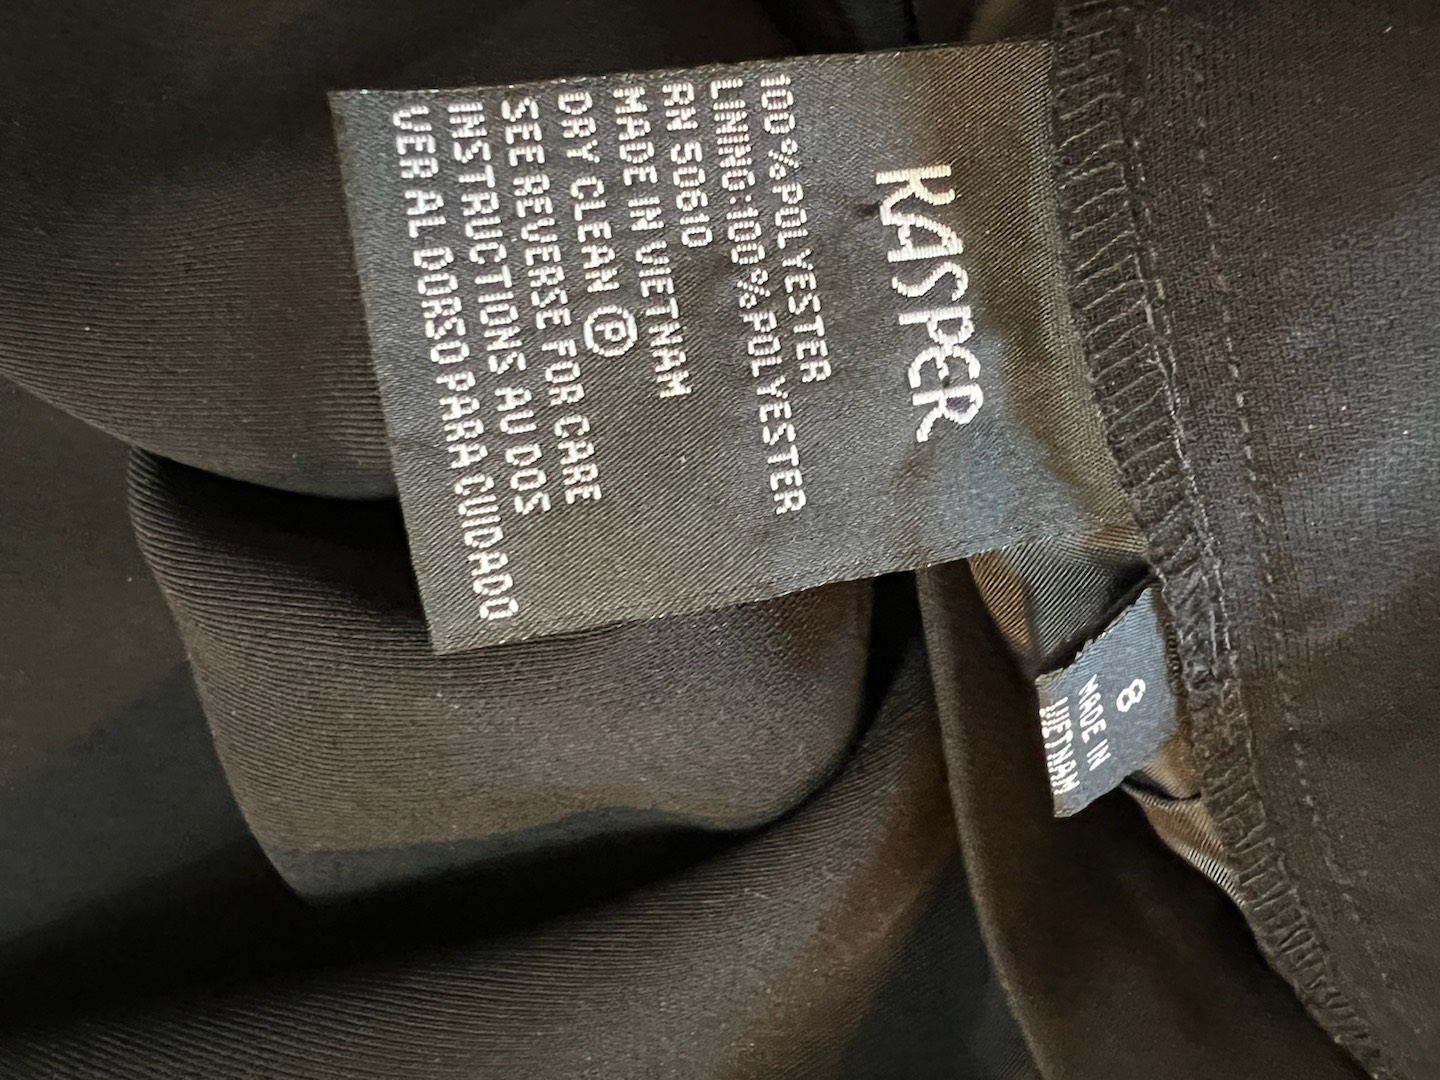 KASPER
100%POLYESTER
LINING:100%POLYESTER
RN 50610
MADE IN VIETNAM
DRY CLEAN Ⓟ
SEE REVERSE FOR CARE
INSTRUCTIONS AU DOS
VER AL DORSO PARA CUIDADO
8
MADE IN
VIETNAM